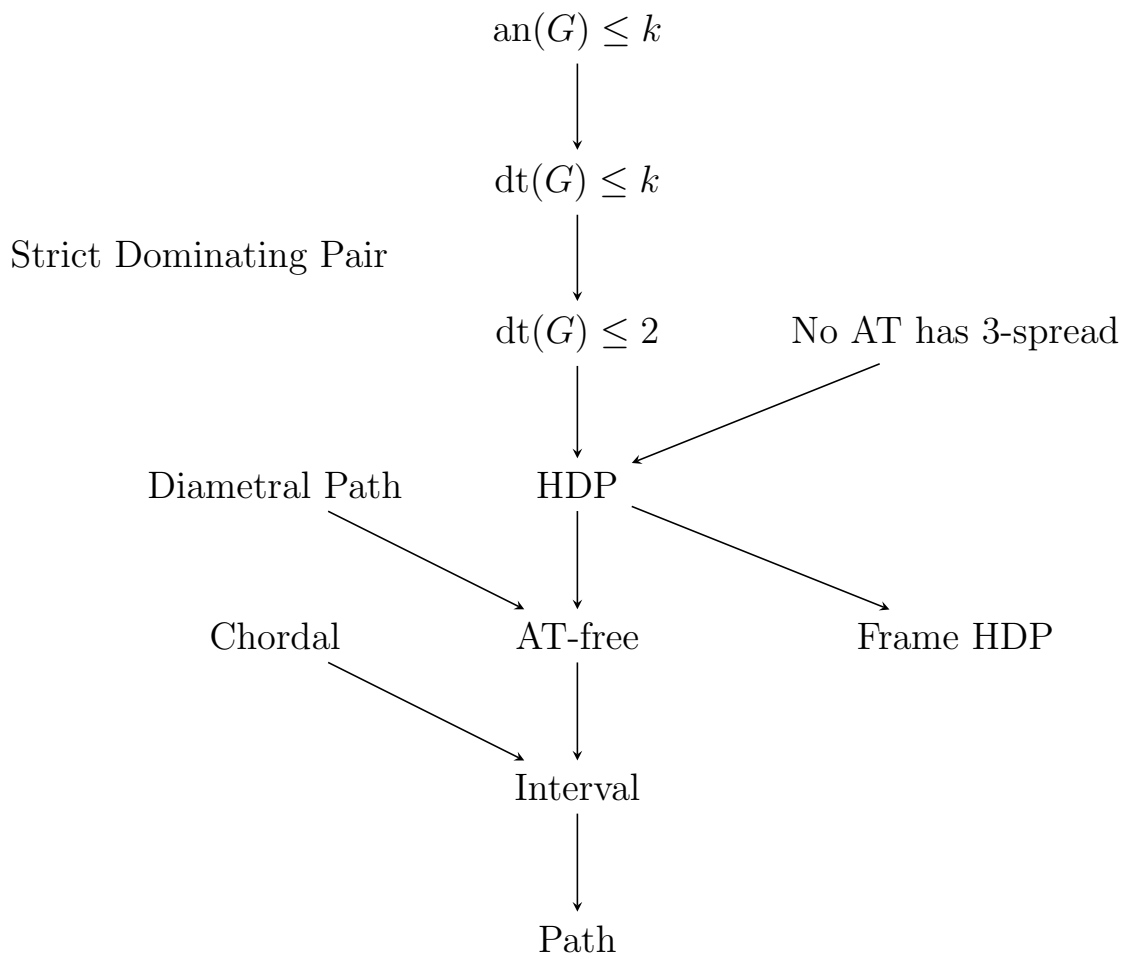 an(G) ≤ k
dt(G) ≤ k
Strict Dominating Pair
dt(G) ≤ 2
No AT has 3-spread
Diametral Path
HDP
Chordal
AT-free
Frame HDP
Interval
Path